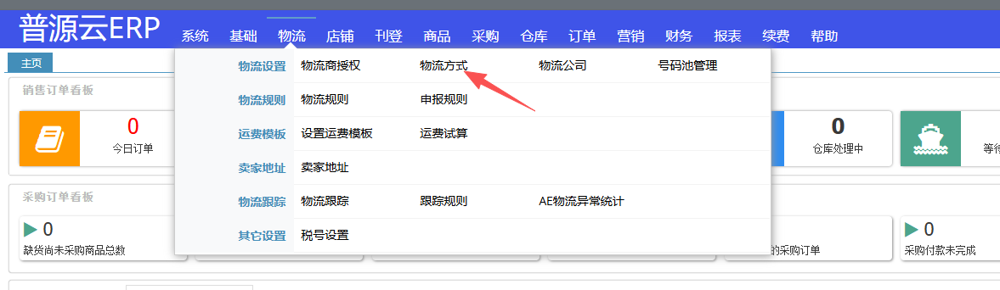 普源云ERP 系统 基础 物流 店铺 刊登 商品 采购 仓库 订单 营销 财务 报表 续费 帮助
主页
物流设置 物流商授权 物流方式 物流公司 号码池管理
销售订单看板
物流规则 物流规则 申报规则
0
今日订单
运费模板 设置运费模板 运费试算
0
仓库处理中
等待
卖家地址 卖家地址
采购订单看板
物流跟踪 物流跟踪 跟踪规则 AE物流异常统计
其它设置 税号设置
0
缺货尚未采购商品总数
的采购订单
0
采购付款未完成